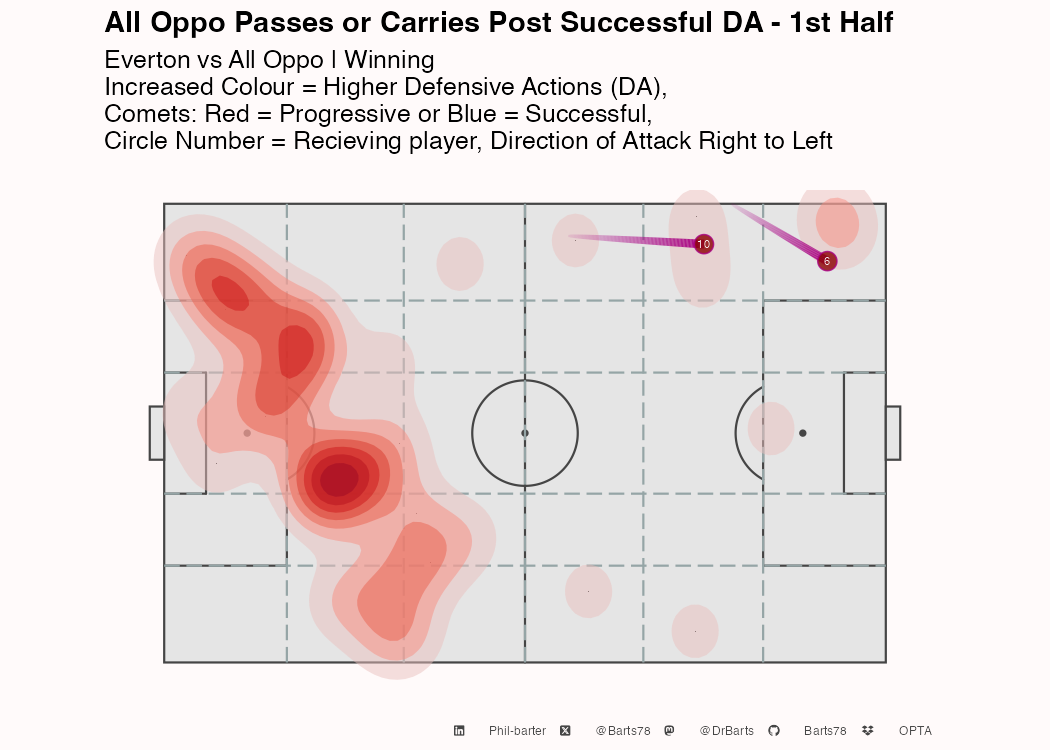 All Oppo Passes or Carries Post Successful DA - 1st Half
Everton vs All Oppo | Winning
Increased Colour = Higher Defensive Actions (DA),
Comets: Red = Progressive or Blue = Successful,
Circle Number = Recieving player, Direction of Attack Right to Left
10
6
Phil-barter @Barts78 @DrBarts Barts78 OPTA